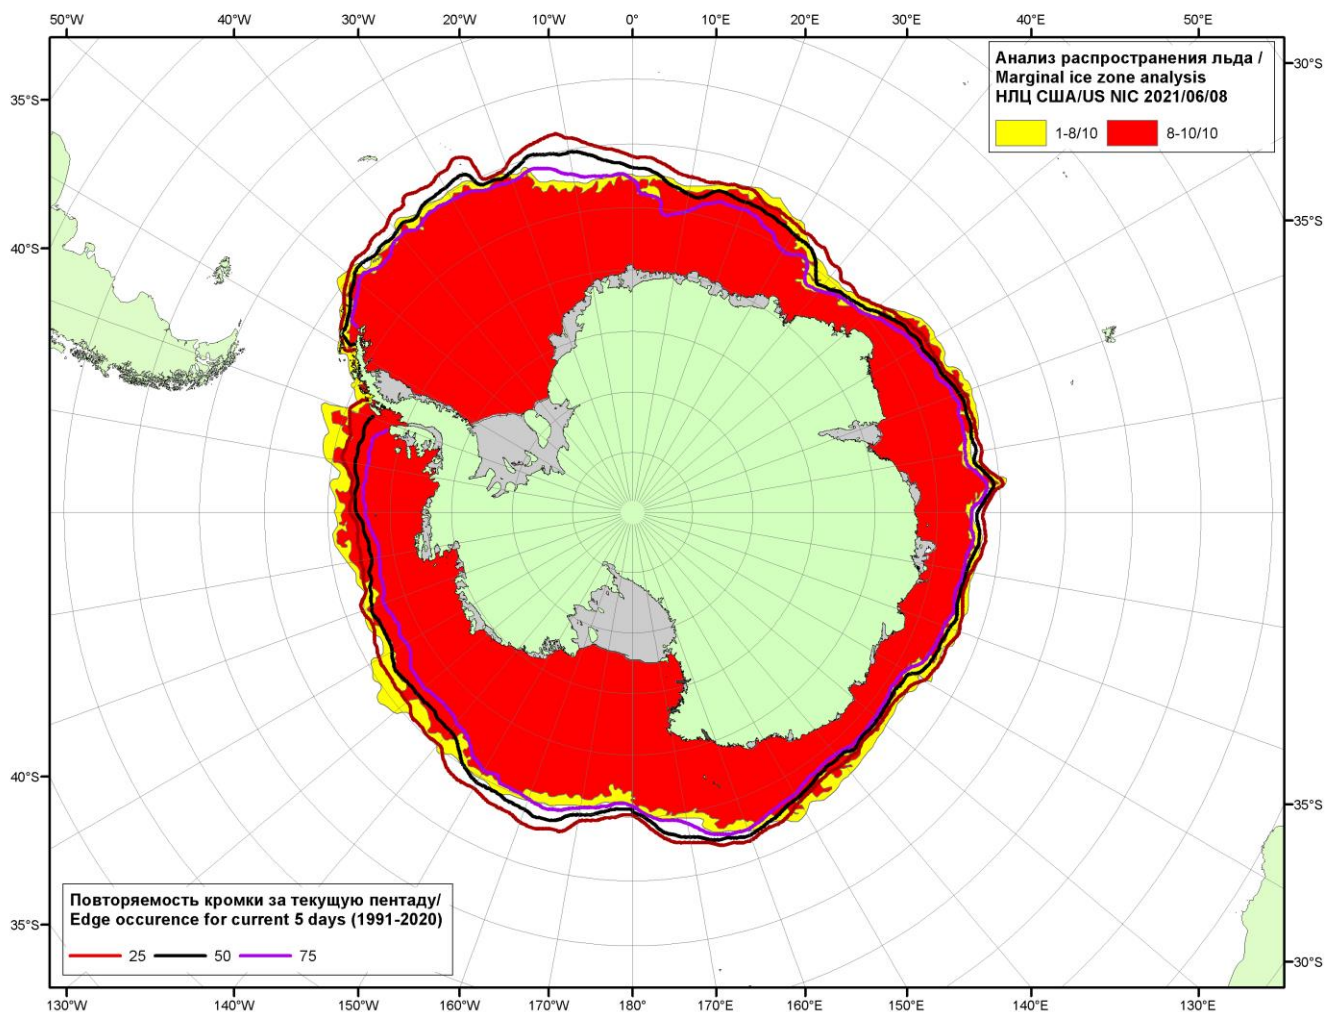 50°W 40°W 30°W 20°W 10°W 0° 10°E 20°E 30°E 40°E 50°E
Анализ распространения льда /
Marginal ice zone analysis
НЛЦ США/US NIC 2021/06/08
1-8/10 8-10/10
30°S
35°S
35°S
40°S
40°S
35°S
35°S
30°S
Повторяемость кромки за текущую пентаду/
Edge occurence for current 5 days (1991-2020)
25 50 75
130°W 140°W 150°W 160°W 170°W 180° 170°E 160°E 150°E 140°E 130°E